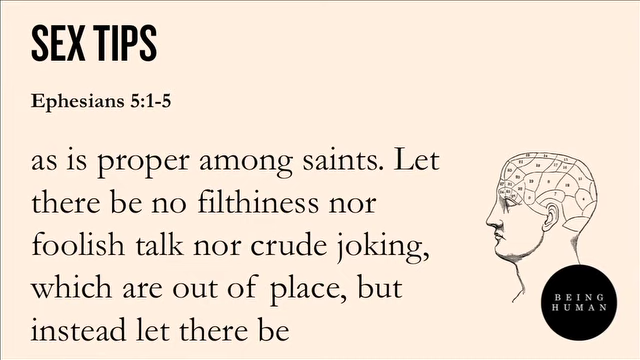 SEX TIPS
Ephesians 5:1-5
as is proper among saints. Let
there be no filthiness nor
foolish talk nor crude joking,
which are out of place, but
instead let there be
BEING
HUMAN